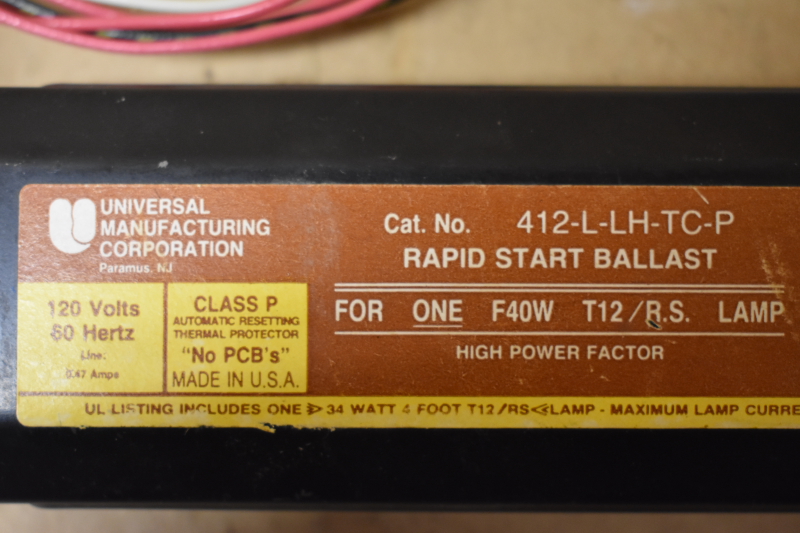 UNIVERSAL
MANUFACTURING
CORPORATION
Paramus, NJ
Cat. No. 412-L-LH-TC-P
RAPID START BALLAST
120 Volts
60 Hertz
Line:
0.47 Amps
CLASS P
AUTOMATIC RESETTING
THERMAL PROTECTOR
"No PCB's"
MADE IN U.S.A.
FOR ONE F40W T12/R.S. LAMP
HIGH POWER FACTOR
UL LISTING INCLUDES ONE > 34 WATT 4 FOOT T12/RS < LAMP - MAXIMUM LAMP CURRE